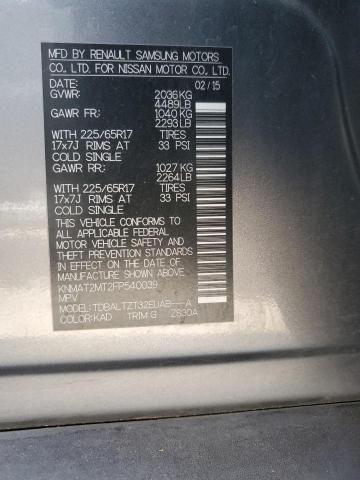 MFD BY RENAULT SAMSUNG MOTORS
CO., LTD. FOR NISSAN MOTOR CO., LTD.
DATE: 02/15
GVWR: 2036KG
4489LB
GAWR FR: 1040KG
2293LB
WITH 225/65R17 TIRES
17x7J RIMS AT 33 PSI
COLD SINGLE
GAWR RR: 1027KG
2264LB
WITH 225/65R17 TIRES
17x7J RIMS AT 33 PSI
COLD SINGLE
THIS VEHICLE CONFORMS TO
ALL APPLICABLE FEDERAL
MOTOR VEHICLE SAFETY AND
THEFT PREVENTION STANDARDS
IN EFFECT ON THE DATE OF
MANUFACTURE SHOWN ABOVE.
KNMAT2MT2FP540039
MPV
MODEL: TDBALTZT32EUAB---A
COLOR: KAD TRIM: G Z630A